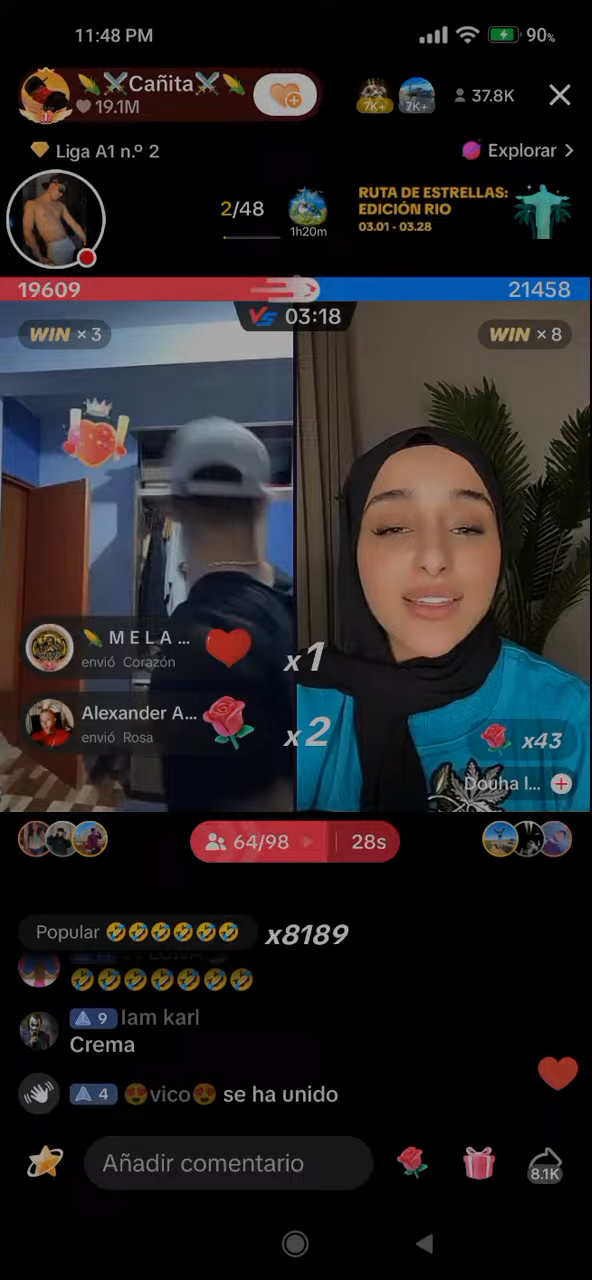 11:48 PM
90%
🌽⚔️Cañita⚔️🌽
19.1M
7K+
7K+
37.8K
Liga A1 n.º 2
Explorar
2/48
1h20m
RUTA DE ESTRELLAS:
EDICIÓN RIO
03.01 - 03.28
19609
21458
VS 03:18
WIN × 3
WIN × 8
🌽 M E L A ...
envió Corazón
x1
Alexander A...
envió Rosa
x2
x43
Douha l...
64/98
28s
Popular 🤣🤣🤣🤣🤣🤣 x8189
🤣🤣🤣🤣🤣🤣🤣
9 Iam karl
Crema
4 😍vico😍 se ha unido
Añadir comentario
8.1K